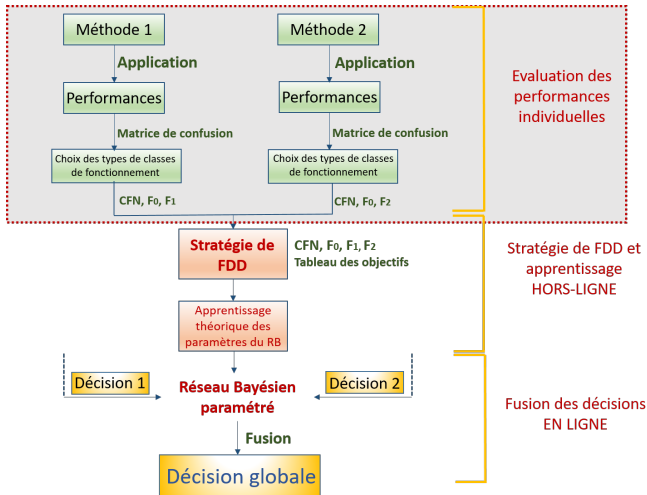 Méthode 1
Méthode 2
Application
Application
Performances
Performances
Matrice de confusion
Matrice de confusion
Choix des types de classes
de fonctionnement
Choix des types de classes
de fonctionnement
CFN, F0, F1
CFN, F0, F2
Evaluation des
performances
individuelles
Stratégie de
FDD
CFN, F0, F1, F2
Tableau des objectifs
Stratégie de FDD et
apprentissage
HORS-LIGNE
Apprentissage
théorique des
paramètres du RB
Décision 1
Réseau Bayésien
paramétré
Décision 2
Fusion des décisions
EN LIGNE
Fusion
Décision globale